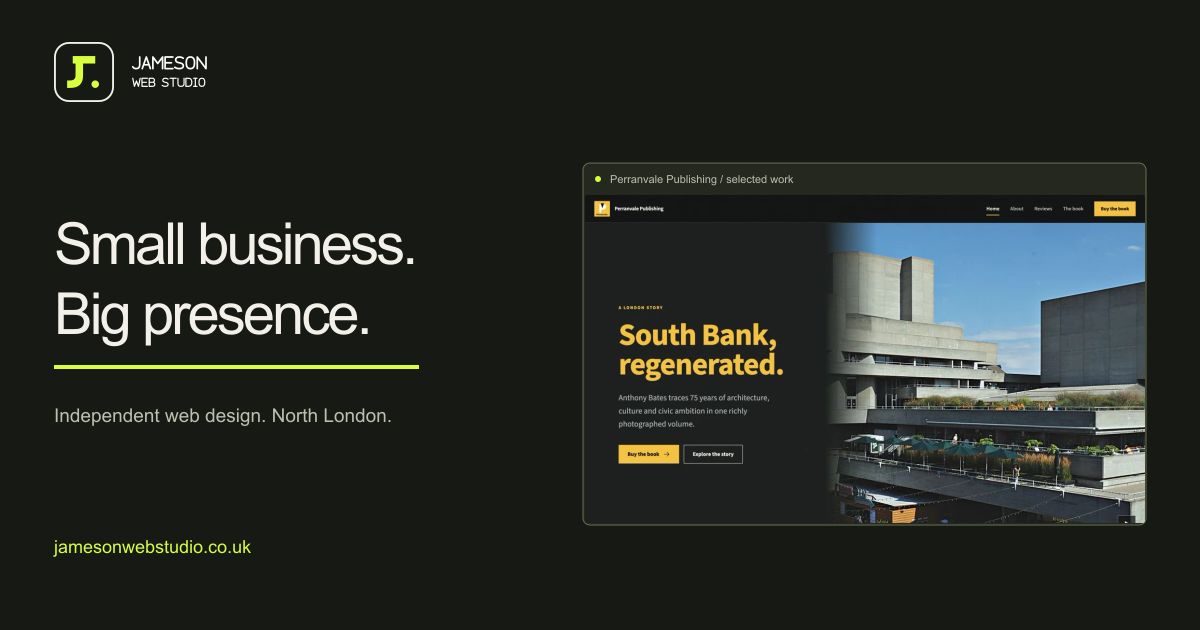 J.
JAMESON
WEB STUDIO
Small business.
Big presence.
Independent web design. North London.
jamesonwebstudio.co.uk
Perranvale Publishing / selected work
Perranvale Publishing
Home About Reviews The book Buy the book
A LONDON STORY
South Bank,
regenerated.
Anthony Bates traces 75 years of architecture,
culture and civic ambition in one richly
photographed volume.
Buy the book → Explore the story